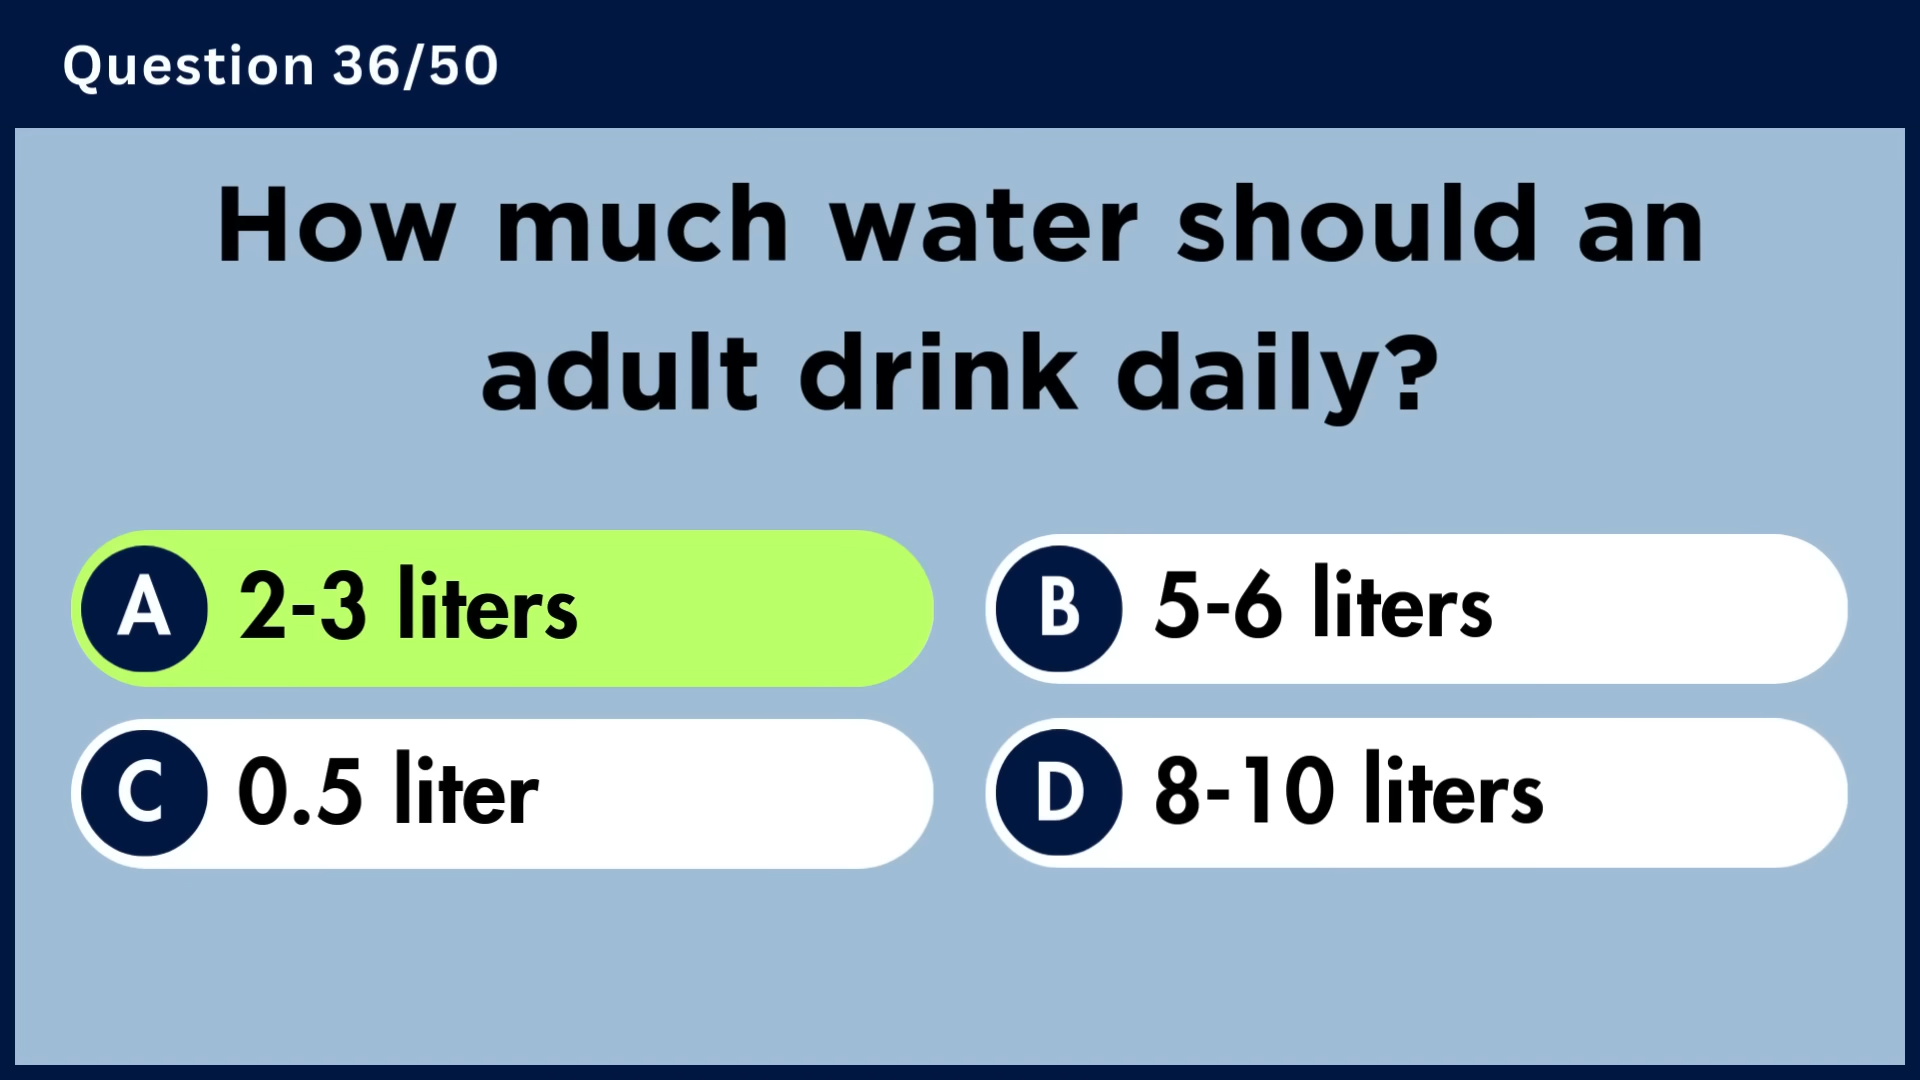 Question 36/50
How much water should an
adult drink daily?
A 2-3 liters
B 5-6 liters
C 0.5 liter
D 8-10 liters